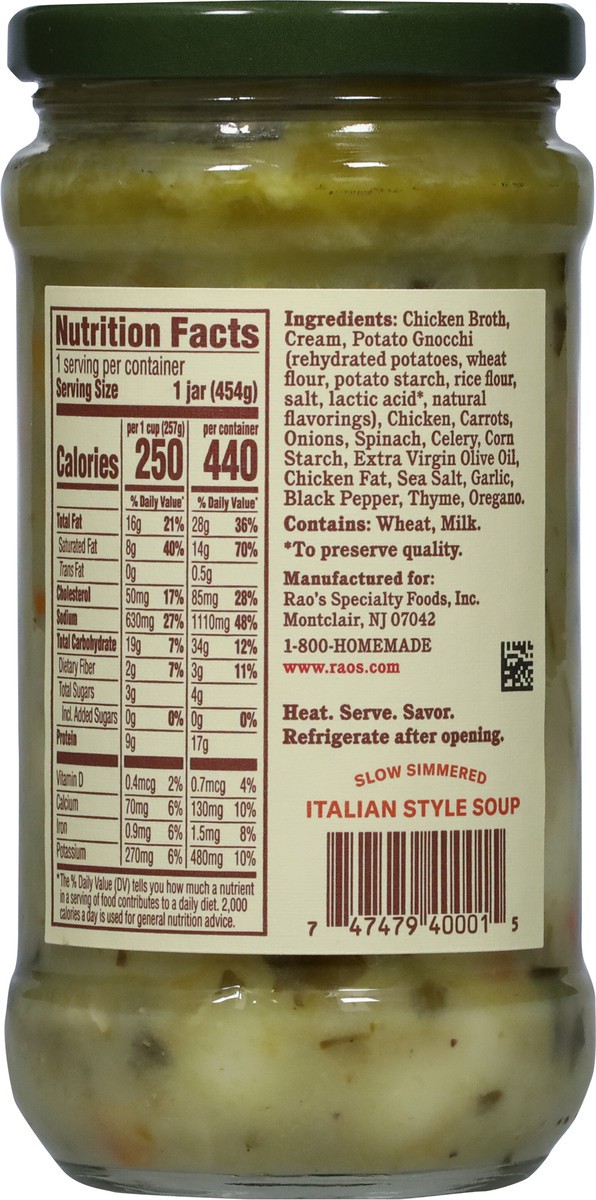 Nutrition Facts
1 serving per container
Serving Size 1 jar (454g)
per 1 cup (257g) per container
Calories 250 440
% Daily Value* % Daily Value*
Total Fat 16g 21% 28g 36%
Saturated Fat 8g 40% 14g 70%
Trans Fat 0g 0.5g
Cholesterol 50mg 17% 85mg 28%
Sodium 630mg 27% 1110mg 48%
Total Carbohydrate 19g 7% 34g 12%
Dietary Fiber 2g 7% 3g 11%
Total Sugars 3g 4g
Incl. Added Sugars 0g 0% 0g 0%
Protein 9g 17g
Vitamin D 0.4mcg 2% 0.7mcg 4%
Calcium 70mg 6% 130mg 10%
Iron 0.9mg 6% 1.5mg 8%
Potassium 270mg 6% 480mg 10%
*The % Daily Value (DV) tells you how much a nutrient
in a serving of food contributes to a daily diet. 2,000
calories a day is used for general nutrition advice.
Ingredients: Chicken Broth,
Cream, Potato Gnocchi
(rehydrated potatoes, wheat
flour, potato starch, rice flour,
salt, lactic acid*, natural
flavorings), Chicken, Carrots,
Onions, Spinach, Celery, Corn
Starch, Extra Virgin Olive Oil,
Chicken Fat, Sea Salt, Garlic,
Black Pepper, Thyme, Oregano.
Contains: Wheat, Milk.
*To preserve quality.
Manufactured for:
Rao's Specialty Foods, Inc.
Montclair, NJ 07042
1-800-HOMEMADE
www.raos.com
Heat. Serve. Savor.
Refrigerate after opening.
SLOW SIMMERED
ITALIAN STYLE SOUP
7 47479 40001 5